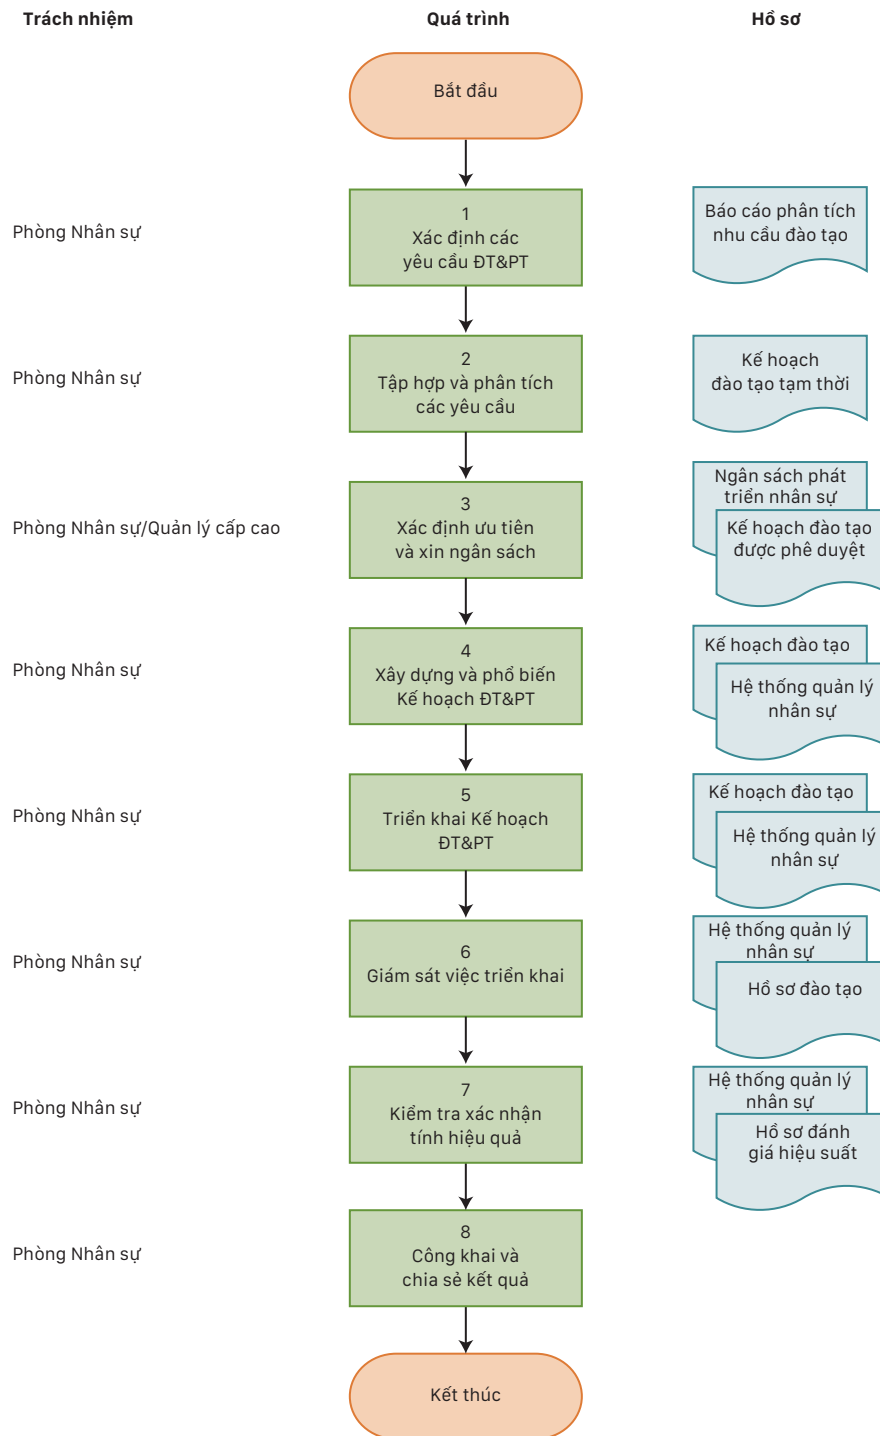 Trách nhiệm
Quá trình
Hồ sơ
Bắt đầu
Phòng Nhân sự
1
Xác định các
yêu cầu ĐT&PT
Báo cáo phân tích
nhu cầu đào tạo
Phòng Nhân sự
2
Tập hợp và phân tích
các yêu cầu
Kế hoạch
đào tạo tạm thời
Phòng Nhân sự/Quản lý cấp cao
3
Xác định ưu tiên
và xin ngân sách
Ngân sách phát
triển nhân sự
Kế hoạch đào tạo
được phê duyệt
Phòng Nhân sự
4
Xây dựng và phổ biến
Kế hoạch ĐT&PT
Kế hoạch đào tạo
Hệ thống quản lý
nhân sự
Phòng Nhân sự
5
Triển khai Kế hoạch
ĐT&PT
Kế hoạch đào tạo
Hệ thống quản lý
nhân sự
Phòng Nhân sự
6
Giám sát việc triển khai
Hệ thống quản lý
nhân sự
Hồ sơ đào tạo
Phòng Nhân sự
7
Kiểm tra xác nhận
tính hiệu quả
Hệ thống quản lý
nhân sự
Hồ sơ đánh
giá hiệu suất
Phòng Nhân sự
8
Công khai và
chia sẻ kết quả
Kết thúc